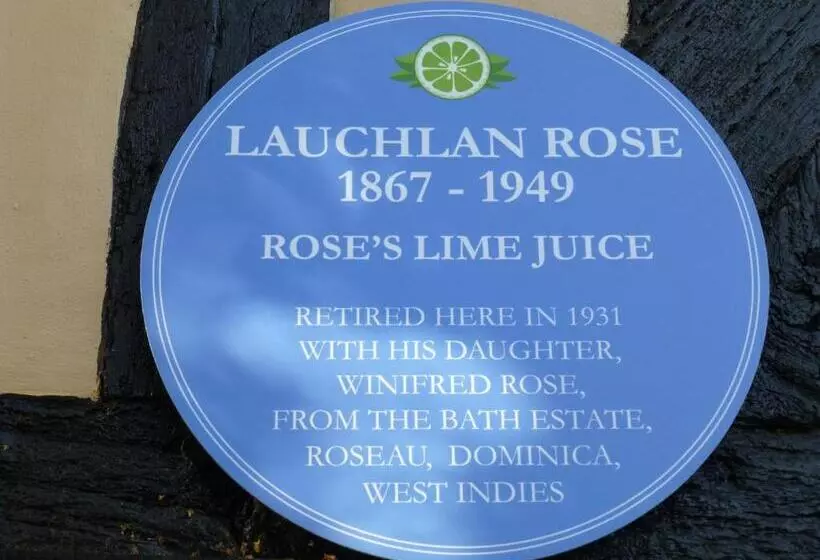 LAUCHLAN ROSE
1867 - 1949
ROSE'S LIME JUICE
RETIRED HERE IN 1931
WITH HIS DAUGHTER,
WINIFRED ROSE,
FROM THE BATH ESTATE,
ROSEAU, DOMINICA,
WEST INDIES